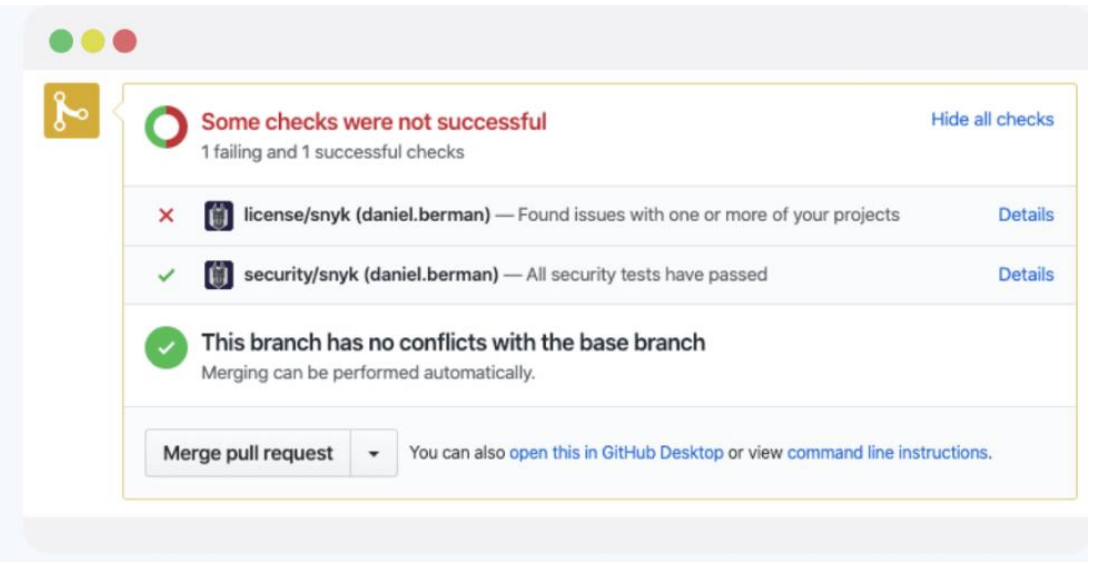 Some checks were not successful
Hide all checks
1 failing and 1 successful checks
license/snyk (daniel.berman) — Found issues with one or more of your projects
Details
security/snyk (daniel.berman) — All security tests have passed
Details
This branch has no conflicts with the base branch
Merging can be performed automatically.
Merge pull request
You can also open this in GitHub Desktop or view command line instructions.